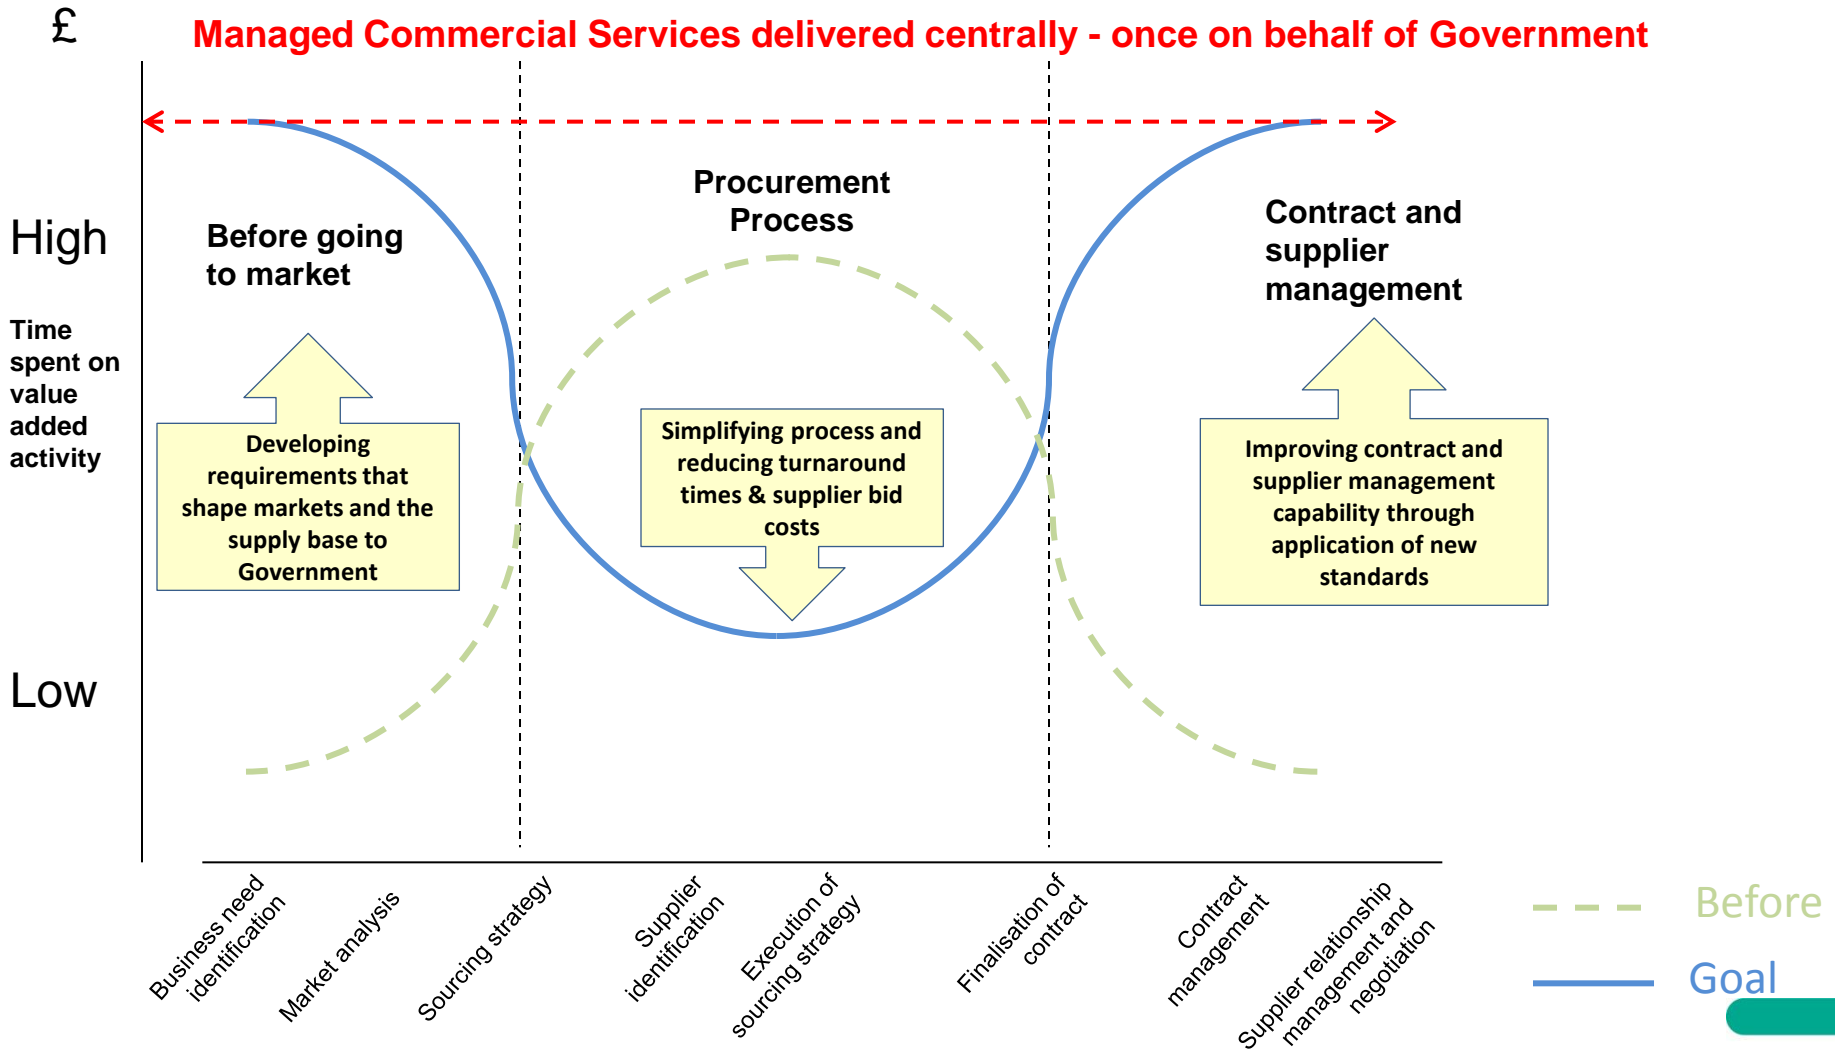 £
Managed Commercial Services delivered centrally - once on behalf of Government
High
Time
spent on
value
added
activity
Low
Before going
to market
Developing
requirements that
shape markets and the
supply base to
Government
Procurement
Process
Simplifying process and
reducing turnaround
times & supplier bid
costs
Contract and
supplier
management
Improving contract and
supplier management
capability through
application of new
standards
Business need
identification
Market analysis
Sourcing strategy
Supplier
identification
Execution of
sourcing strategy
Finalisation of
contract
Contract
management
Supplier relationship
management and
negotiation
Before
Goal